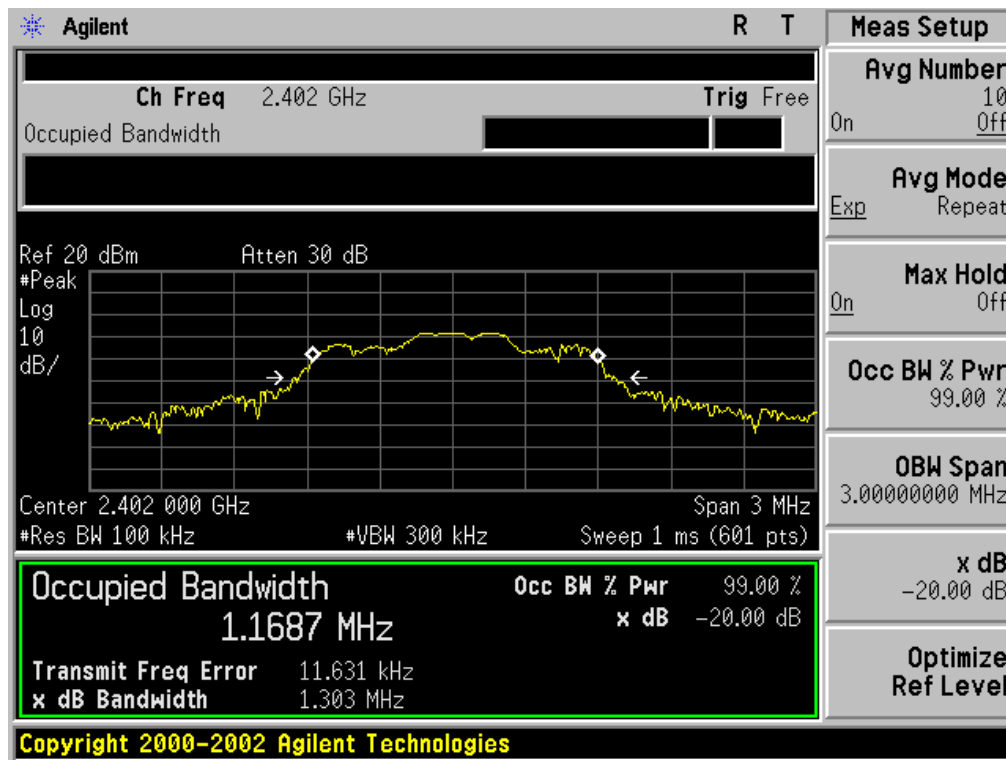 Agilent R T
Ch Freq 2.402 GHz Trig Free
Occupied Bandwidth
Ref 20 dBm Atten 30 dB
#Peak
Log
10
dB/
Center 2.402 000 GHz Span 3 MHz
#Res BW 100 kHz #VBW 300 kHz Sweep 1 ms (601 pts)
Occupied Bandwidth Occ BW % Pwr 99.00 %
1.1687 MHz x dB -20.00 dB
Transmit Freq Error 11.631 kHz
x dB Bandwidth 1.303 MHz
Copyright 2000-2002 Agilent Technologies
Meas Setup
Avg Number
10
On Off
Avg Mode
Exp Repeat
Max Hold
On Off
Occ BW % Pwr
99.00 %
OBW Span
3.00000000 MHz
x dB
-20.00 dB
Optimize
Ref Level